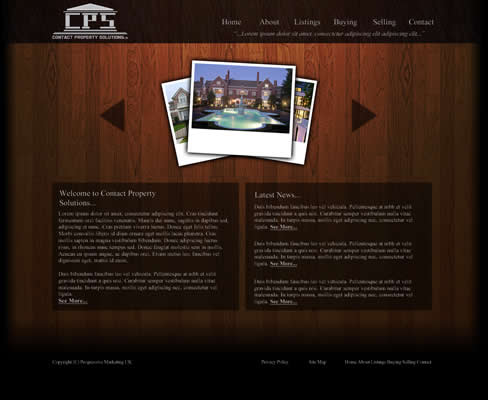 CPS
CONTACT PROPERTY SOLUTIONS
Home About Listings Buying Selling Contact
"...Lorem ipsum dolor sit amet, consectetur adipiscing elit adipiscing elit..."
Welcome to Contact Property
Solutions...
Lorem ipsum dolor sit amet, consectetur adipiscing elit. Cras tincidunt
fermentum orci facilisis venenatis. Mauris dui nunc, sagittis in dapibus sed,
adipiscing at nunc. Cras pretium viverra luctus. Donec eget felis tellus.
Morbi convallis libero id diam ornare vel pharetra lectus pharetra. Cras
mollis sapien in magna vestibulum bibendum. Donec adipiscing lectus
risus, in rhoncus nunc tempus sed. Donec feugiat molestie sem at mollis.
Aenean eu ipsum augue, ac dapibus orci. Etiam metus leo,
dignissim eget, mattis id diam.
Duis bibendum faucibus leo vel vehicula. Pellentesque at nibh et velit
gravida tincidunt a quis nisi. Curabitur semper vestibulum nulla vitae
malesuada. In turpis massa, mollis eget adipiscing nec, consectetur vel
ligula.
See More...
Latest News...
Duis bibendum faucibus leo vel vehicula. Pellentesque at nibh et velit
gravida tincidunt a quis nisi. Curabitur semper vestibulum nulla vitae
malesuada. In turpis massa, mollis eget adipiscing nec, consectetur vel
ligula. See More...
Duis bibendum faucibus leo vel vehicula. Pellentesque at nibh et velit
gravida tincidunt a quis nisi. Curabitur semper vestibulum nulla vitae
malesuada. In turpis massa, mollis eget adipiscing nec, consectetur vel
ligula. See More...
Duis bibendum faucibus leo vel vehicula. Pellentesque at nibh et velit
gravida tincidunt a quis nisi. Curabitur semper vestibulum nulla vitae
malesuada. In turpis massa, mollis eget adipiscing nec, consectetur vel
ligula. See More...
Copyright (C) Progressive Marketing UK. Privacy Policy Site Map Home About Listings Buying Selling Contact